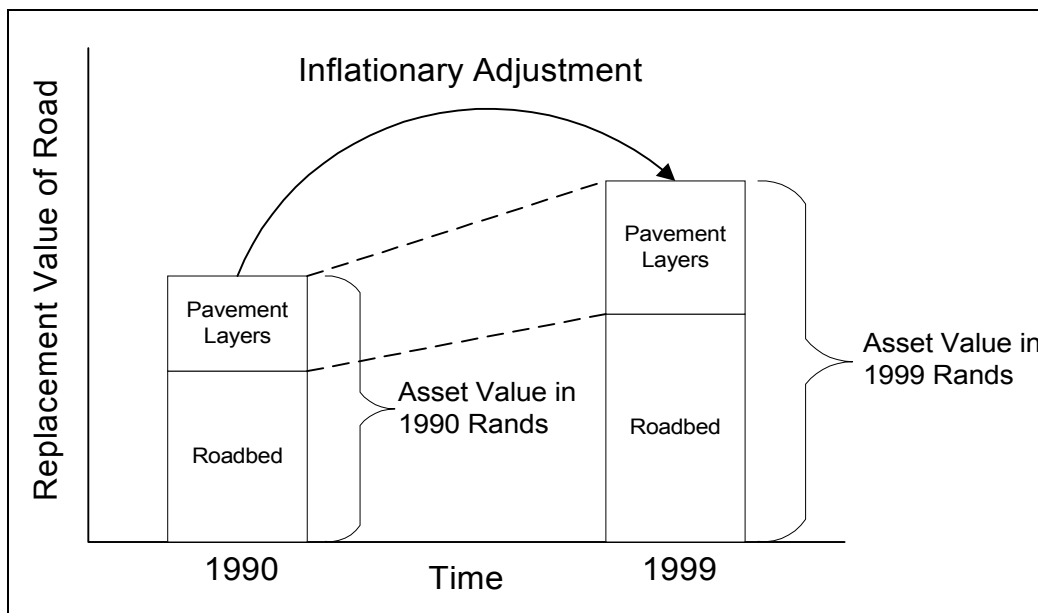 Replacement Value of Road
Inflationary Adjustment
Pavement
Layers
Roadbed
Asset Value in
1990 Rands
Pavement
Layers
Roadbed
Asset Value in
1999 Rands
1990
Time
1999